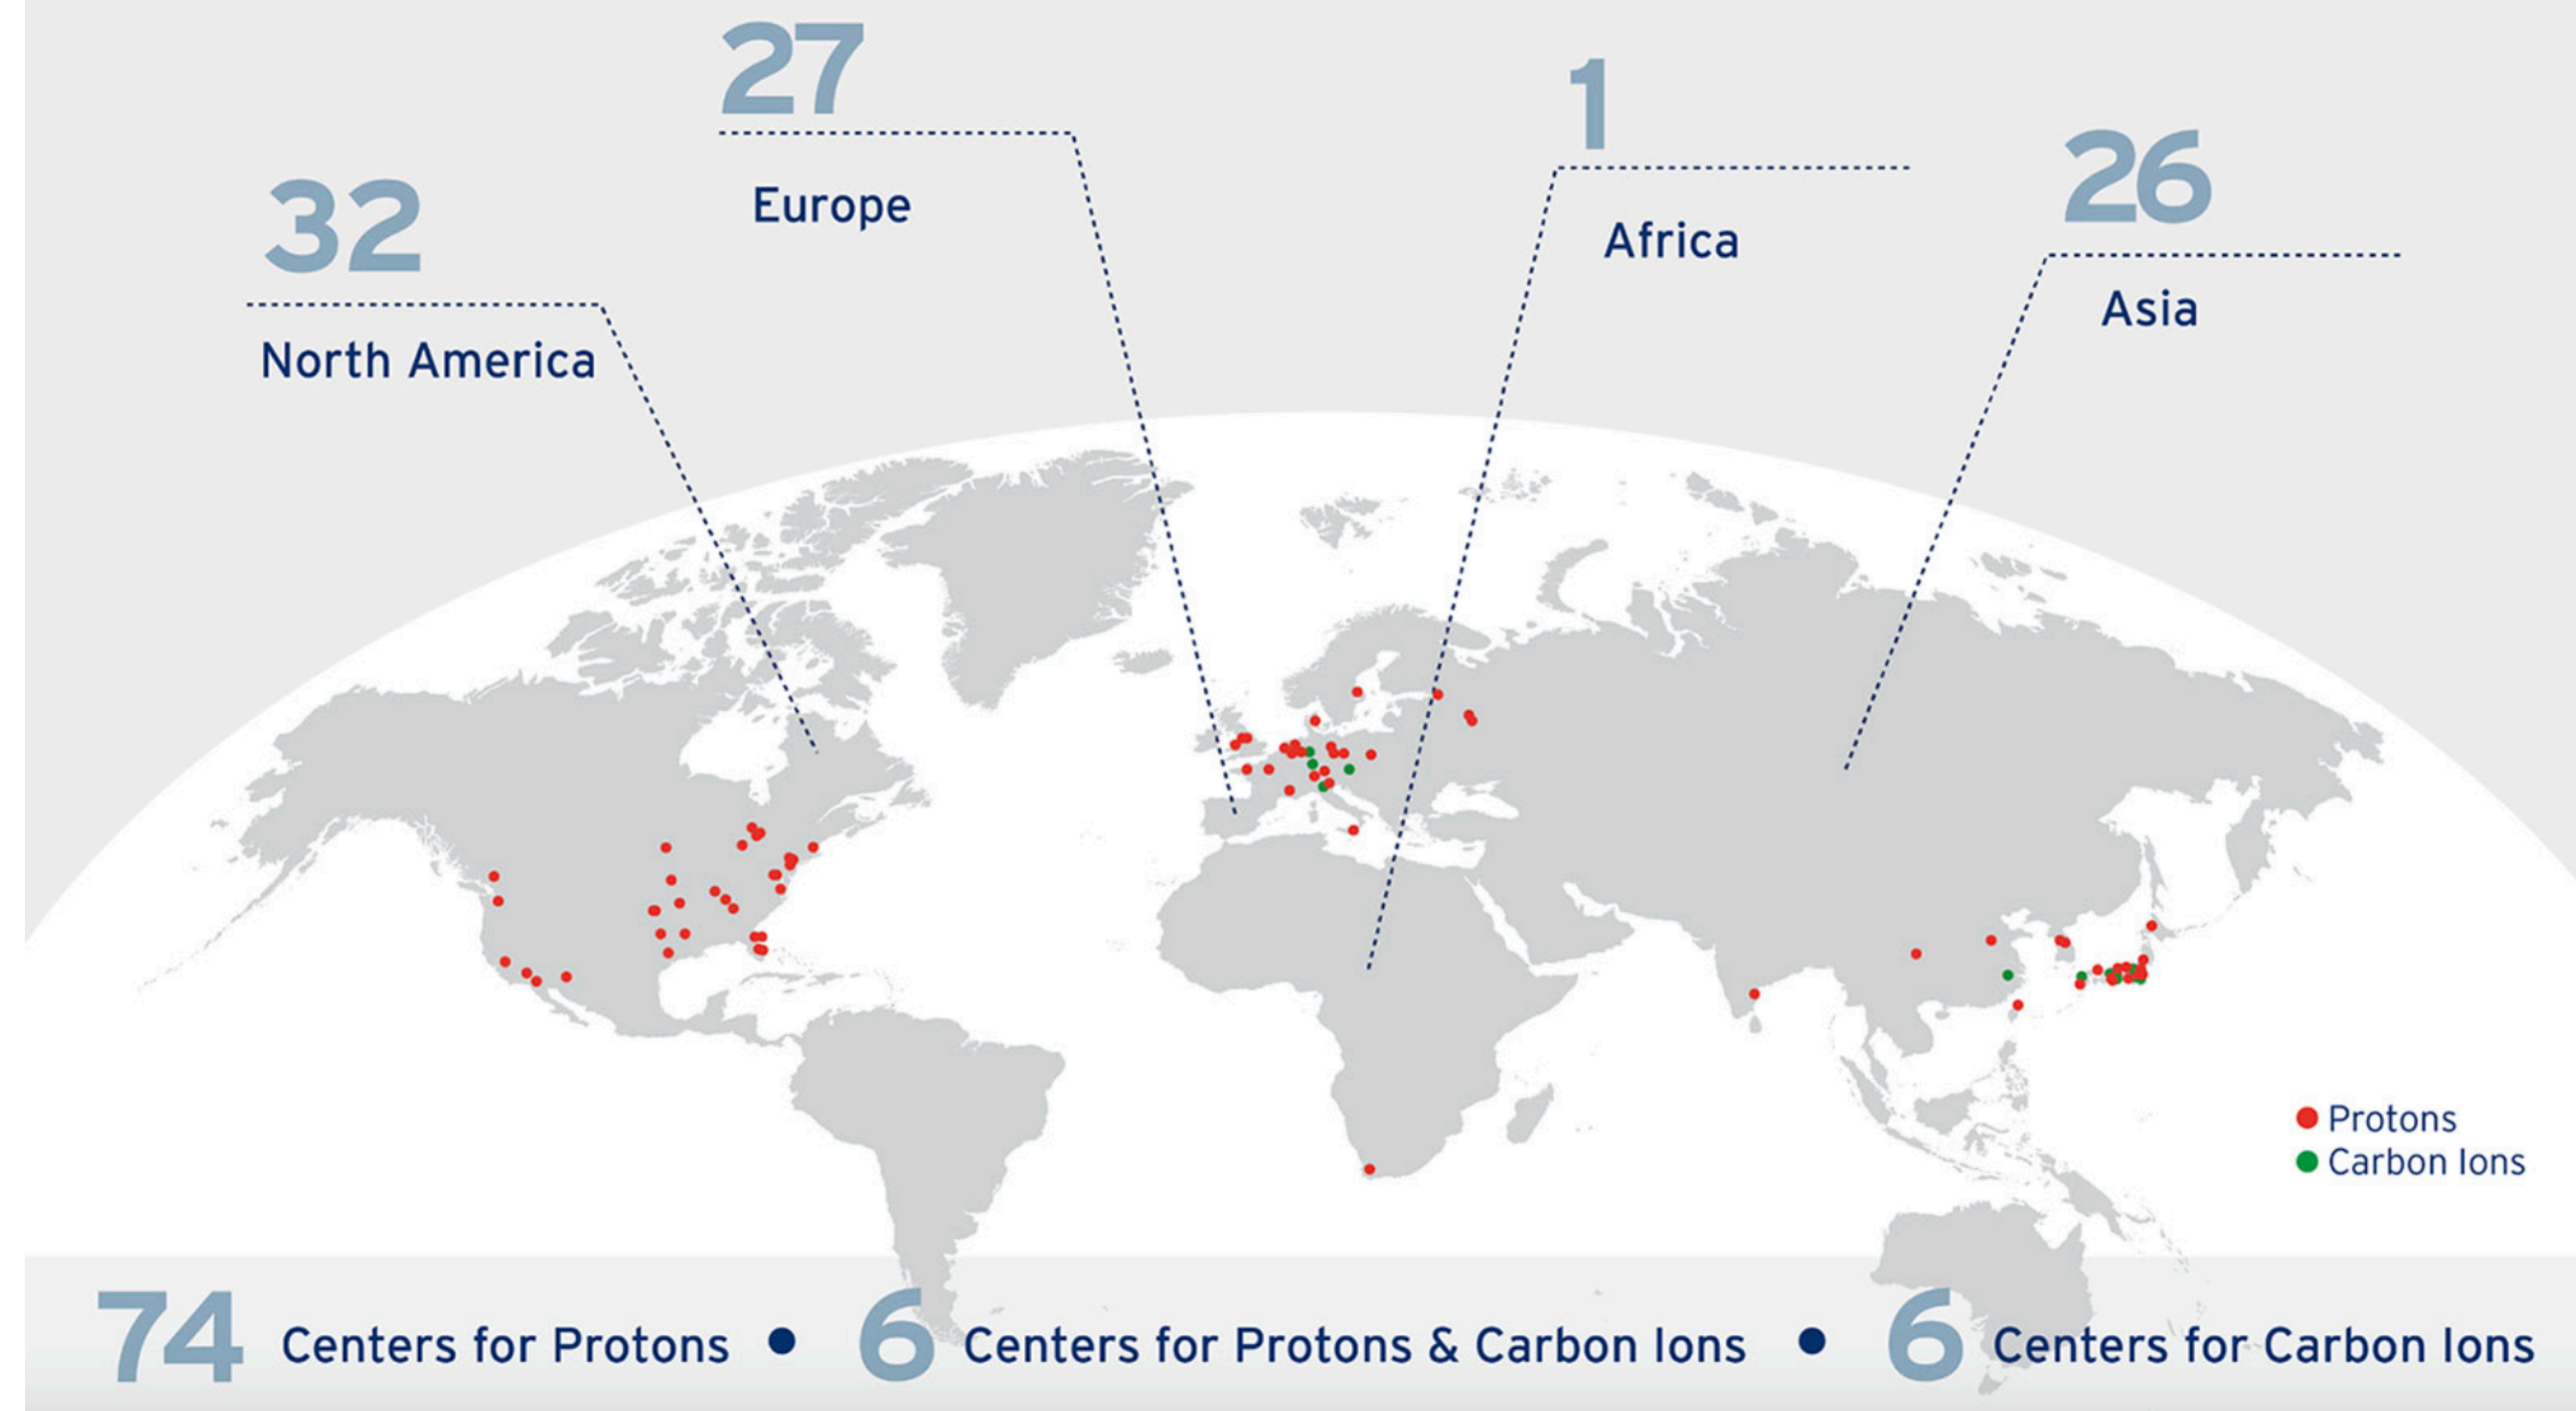 27
Europe
1
Africa
26
Asia
32
North America
Protons
Carbon Ions
74 Centers for Protons • 6 Centers for Protons & Carbon Ions • 6 Centers for Carbon Ions